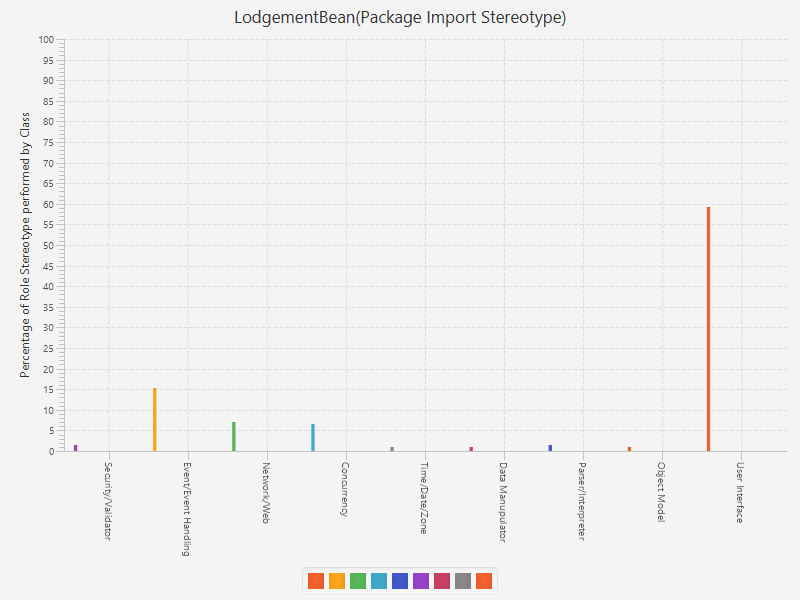 LodgementBean(Package Import Stereotype)
Percentage of Role Stereotype performed by Class
100
95
90
85
80
75
70
65
60
55
50
45
40
35
30
25
20
15
10
5
0
Security/Validator
Event/Event Handling
Network/Web
Concurrency
Time/Date/Zone
Data Manupulator
Parser/Interpreter
Object Model
User Interface